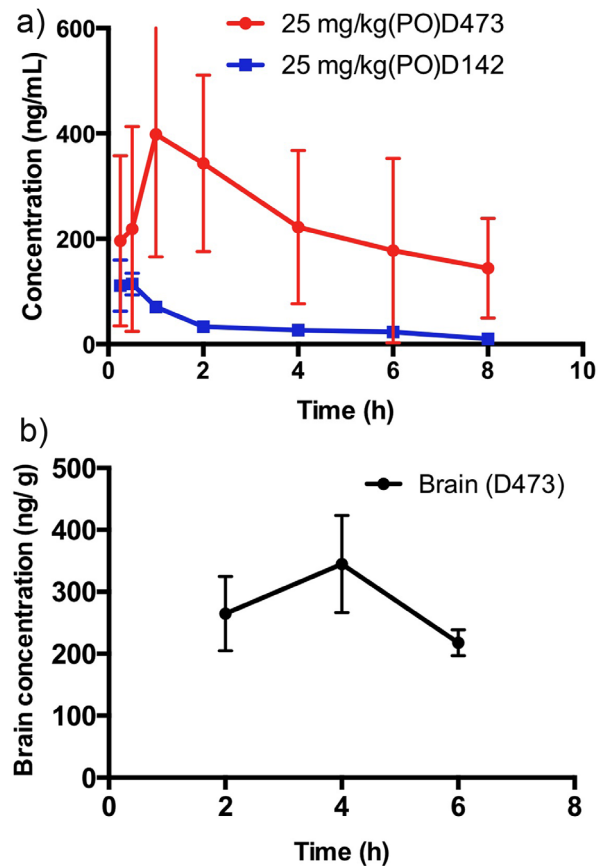 a)
25 mg/kg(PO)D473
25 mg/kg(PO)D142
Concentration (ng/mL)
600
400
200
0
0 2 4 6 8 10
Time (h)
b)
Brain (D473)
Brain concentration (ng/ g)
500
400
300
200
100
0
0 2 4 6 8
Time (h)